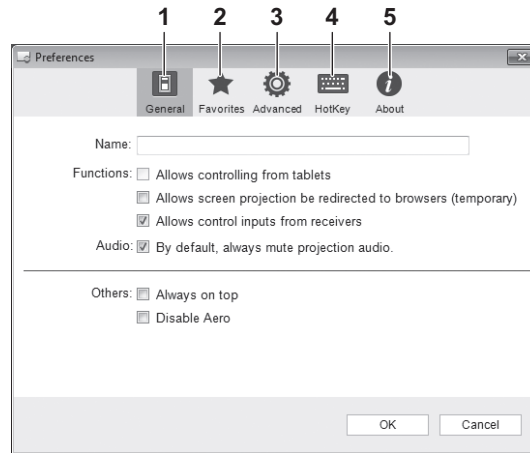 1 2 3 4 5
Preferences
General Favorites Advanced HotKey About
Name:
Functions: Allows controlling from tablets
Allows screen projection be redirected to browsers (temporary)
Allows control inputs from receivers
Audio: By default, always mute projection audio.
Others: Always on top
Disable Aero
OK Cancel